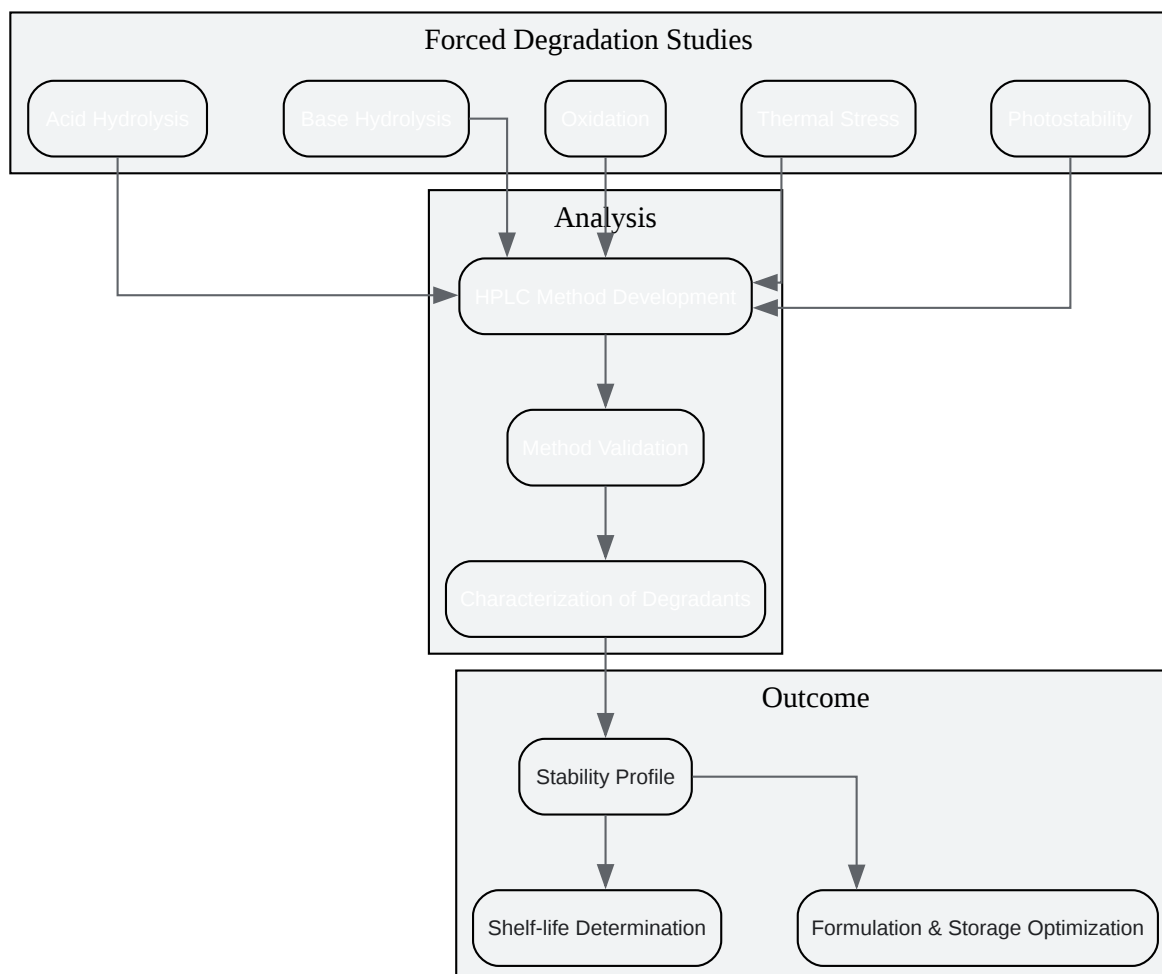 Forced Degradation Studies
Acid Hydrolysis
Base Hydrolysis
Oxidation
Thermal Stress
Photostability
Analysis
HPLC Method Development
Method Validation
Characterization of Degradants
Outcome
Stability Profile
Shelf-life Determination
Formulation & Storage Optimization